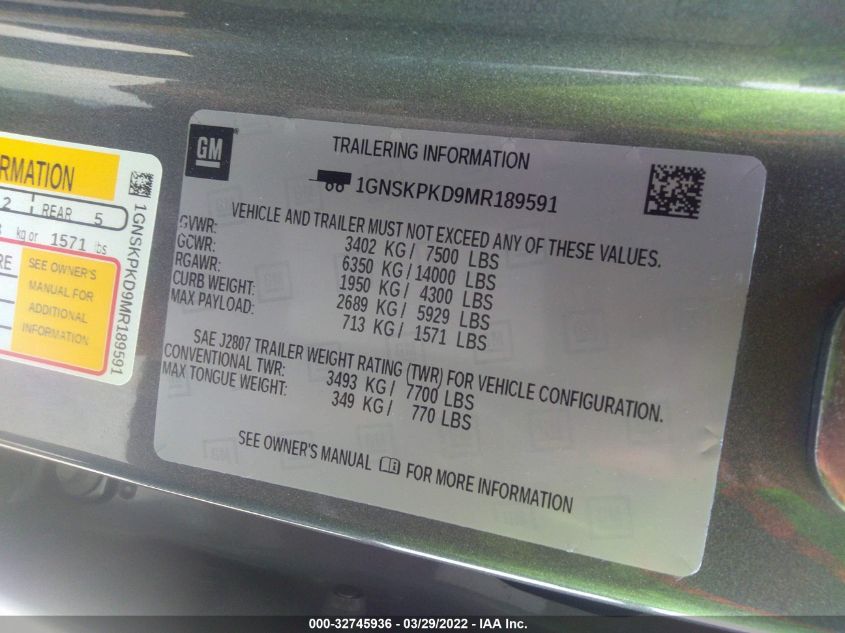 RMATION
2 REAR 5
kg or 1571 lbs
RE
SEE OWNER'S
MANUAL FOR
ADDITIONAL
INFORMATION
1GNSKPKD9MR189591
GM
TRAILERING INFORMATION
1GNSKPKD9MR189591
VEHICLE AND TRAILER MUST NOT EXCEED ANY OF THESE VALUES.
GVWR: 3402 KG/ 7500 LBS
GCWR: 6350 KG/14000 LBS
RGAWR: 1950 KG/ 4300 LBS
CURB WEIGHT: 2689 KG/ 5929 LBS
MAX PAYLOAD: 713 KG/ 1571 LBS
SAE J2807 TRAILER WEIGHT RATING (TWR) FOR VEHICLE CONFIGURATION.
CONVENTIONAL TWR: 3493 KG/ 7700 LBS
MAX TONGUE WEIGHT: 349 KG/ 770 LBS
SEE OWNER'S MANUAL FOR MORE INFORMATION
000-32745936 - 03/29/2022 - IAA Inc.